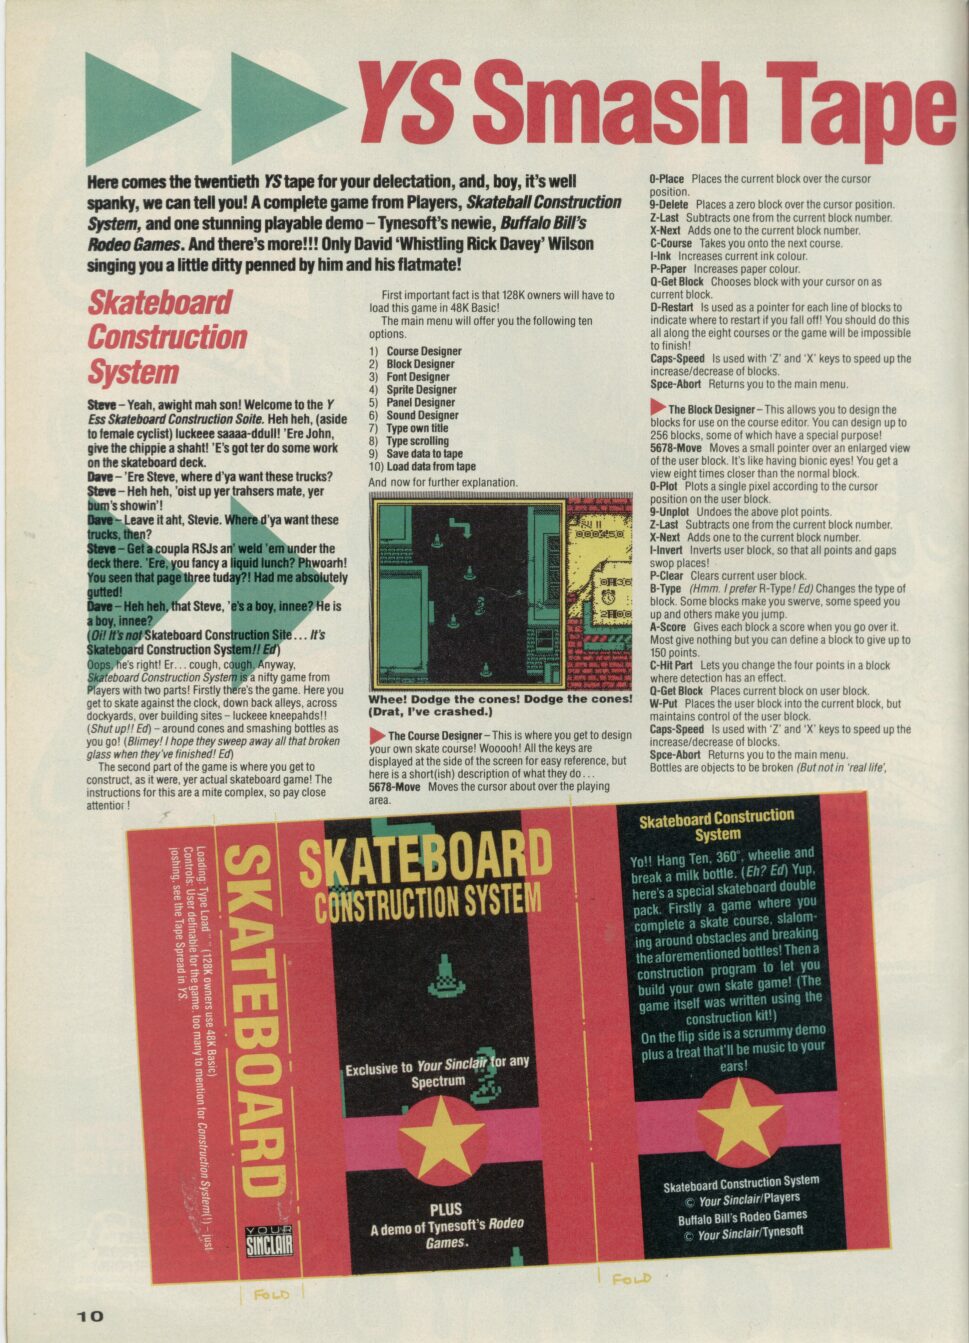 YS Smash Tape
Here comes the twentieth YS tape for your delectation, and, boy, it's well
spanky, we can tell you! A complete game from Players, Skateball Construction
System, and one stunning playable demo – Tynesoft's newie, Buffalo Bill's
Rodeo Games. And there's more!!! Only David 'Whistling Rick Davey' Wilson
singing you a little ditty penned by him and his flatmate!
Skateboard
Construction
System
Steve – Yeah, awight mah son! Welcome to the Y
Ess Skateboard Construction Soite. Heh heh, (aside
to female cyclist) luckeee saaaa-ddull! 'Ere John,
give the chippie a shaht! 'E's got ter do some work
on the skateboard deck.
Dave – 'Ere Steve, where d'ya want these trucks?
Steve – Heh heh, 'oist up yer trahsers mate, yer
bum's showin'!
Dave – Leave it aht, Stevie. Where d'ya want these
trucks, then?
Steve – Get a coupla RSJs an' weld 'em under the
deck there. 'Ere, you fancy a liquid lunch? Phwoarh!
You seen that page three tuday?! Had me absolutely
gutted!
Dave – Heh heh, that Steve, 'e's a boy, innee? He is
a boy, innee?
(Oi! It's not Skateboard Construction Site... It's
Skateboard Construction System!! Ed)
Oops, he's right! Er... cough, cough. Anyway,
Skateboard Construction System is a nifty game from
Players with two parts! Firstly there's the game. Here you
get to skate against the clock, down back alleys, across
dockyards, over building sites – luckeee kneepahds!!
(Shut up!! Ed) – around cones and smashing bottles as
you go! (Blimey! I hope they sweep away all that broken
glass when they've finished! Ed)
The second part of the game is where you get to
construct, as it were, yer actual skateboard game! The
instructions for this are a mite complex, so pay close
attention!
First important fact is that 128K owners will have to
load this game in 48K Basic!
The main menu will offer you the following ten
options.
1) Course Designer
2) Block Designer
3) Font Designer
4) Sprite Designer
5) Panel Designer
6) Sound Designer
7) Type own title
8) Type scrolling
9) Save data to tape
10) Load data from tape
And now for further explanation.
Whee! Dodge the cones! Dodge the cones!
(Drat, I've crashed.)
The Course Designer – This is where you get to design
your own skate course! Wooooh! All the keys are
displayed at the side of the screen for easy reference, but
here is a short(ish) description of what they do...
5678-Move Moves the cursor about over the playing
area.
0-Place Places the current block over the cursor
position.
9-Delete Places a zero block over the cursor position.
Z-Last Subtracts one from the current block number.
X-Next Adds one to the current block number.
C-Course Takes you onto the next course.
I-Ink Increases current ink colour.
P-Paper Increases paper colour.
Q-Get Block Chooses block with your cursor on as
current block.
D-Restart Is used as a pointer for each line of blocks to
indicate where to restart if you fall off! You should do this
all along the eight courses or the game will be impossible
to finish!
Caps-Speed Is used with 'Z' and 'X' keys to speed up the
increase/decrease of blocks.
Spce-Abort Returns you to the main menu.
The Block Designer – This allows you to design the
blocks for use on the course editor. You can design up to
256 blocks, some of which have a special purpose!
5678-Move Moves a small pointer over an enlarged view
of the user block. It's like having bionic eyes! You get a
view eight times closer than the normal block.
0-Plot Plots a single pixel according to the cursor
position on the user block.
9-Unplot Undoes the above plot points.
Z-Last Subtracts one from the current block number.
X-Next Adds one to the current block number.
I-Invert Inverts user block, so that all points and gaps
swop places!
P-Clear Clears current user block.
B-Type (Hmm. I prefer R-Type! Ed) Changes the type of
block. Some blocks make you swerve, some speed you
up and others make you jump.
A-Score Gives each block a score when you go over it.
Most give nothing but you can define a block to give up to
150 points.
C-Hit Part Lets you change the four points in a block
where detection has an effect.
Q-Get Block Places current block on user block.
W-Put Places the user block into the current block, but
maintains control of the user block.
Caps-Speed Is used with 'Z' and 'X' keys to speed up the
increase/decrease of blocks.
Spce-Abort Returns you to the main menu.
Bottles are objects to be broken (But not in 'real life',
Loading: Type Load " " (128K owners use 48K Basic)
Controls: User definable for the game, too many to mention for Construction System(!) – just
joshing, see the Tape Spread in YS.
SKATEBOARD
YOUR
SINCLAIR
SKATEBOARD
CONSTRUCTION SYSTEM
Exclusive to Your Sinclair for any
Spectrum
PLUS
A demo of Tynesoft's Rodeo
Games.
Skateboard Construction
System
Yo!! Hang Ten, 360°, wheelie and
break a milk bottle. (Eh? Ed) Yup,
here's a special skateboard double
pack. Firstly a game where you
complete a skate course, slalom-
ing around obstacles and breaking
the aforementioned bottles! Then a
construction program to let you
build your own skate game! (The
game itself was written using the
construction kit!)
On the flip side is a scrummy demo
plus a treat that'll be music to your
ears!
Skateboard Construction System
© Your Sinclair/Players
Buffalo Bill's Rodeo Games
© Your Sinclair/Tynesoft
FOLD
FOLD
10